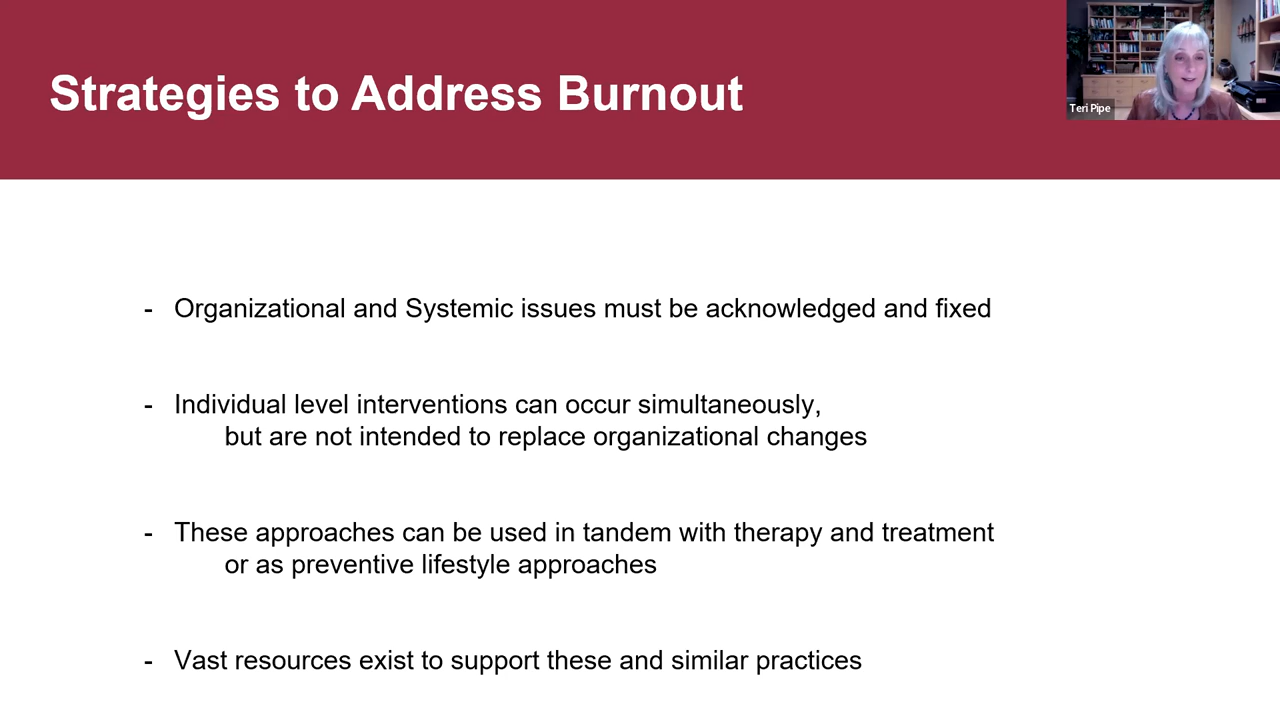 Strategies to Address Burnout
Teri Pipe
- Organizational and Systemic issues must be acknowledged and fixed
- Individual level interventions can occur simultaneously,
but are not intended to replace organizational changes
- These approaches can be used in tandem with therapy and treatment
or as preventive lifestyle approaches
- Vast resources exist to support these and similar practices